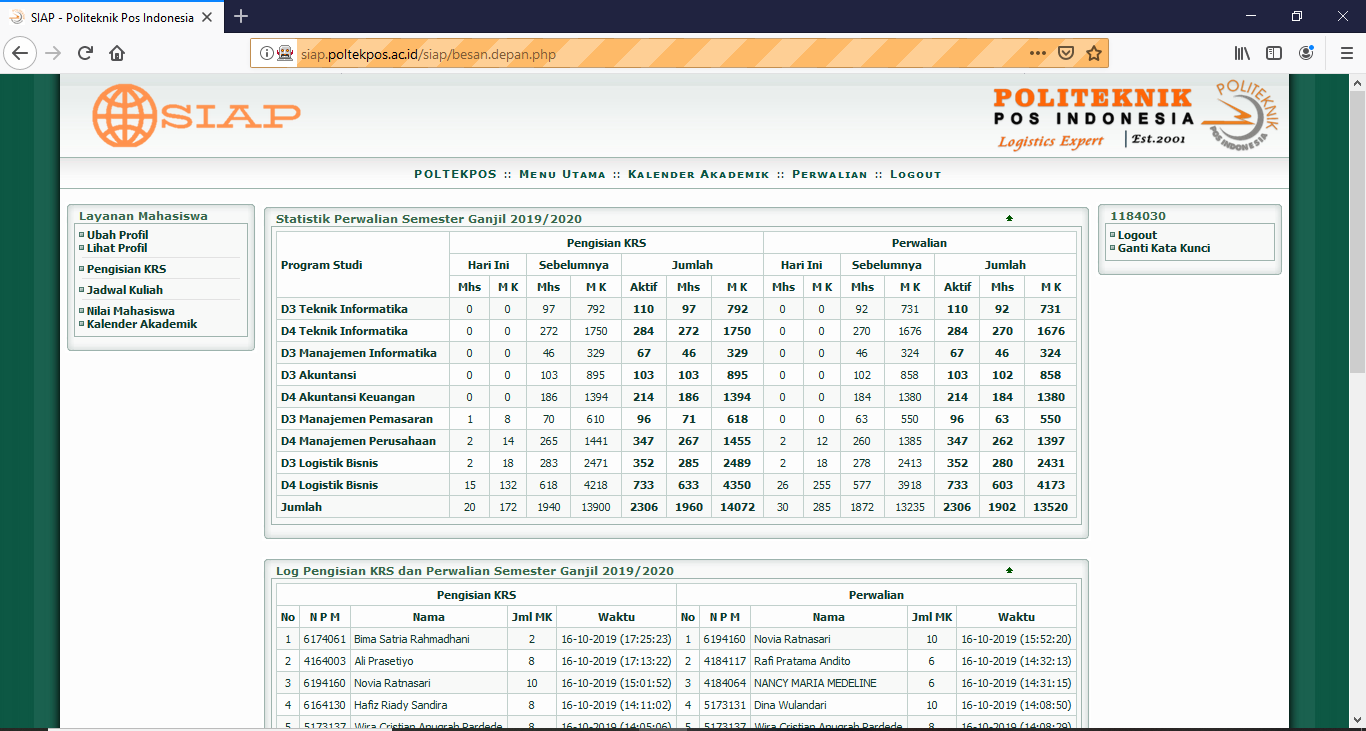 SIAP - Politeknik Pos Indonesia
siap.poltekpos.ac.id/siap/besan.depan.php
SIAP
POLITEKNIK
POS INDONESIA
Logistics Expert | Est.2001
POLITEKNIK
POS INDONESIA
POLTEKPOS :: MENU UTAMA :: KALENDER AKADEMIK :: PERWALIAN :: LOGOUT
Layanan Mahasiswa
Ubah Profil
Lihat Profil
Pengisian KRS
Jadwal Kuliah
Nilai Mahasiswa
Kalender Akademik
Statistik Perwalian Semester Ganjil 2019/2020
Program Studi Pengisian KRS Perwalian
Hari Ini Sebelumnya Jumlah Hari Ini Sebelumnya Jumlah
Mhs M K Mhs M K Aktif Mhs M K Mhs M K Mhs M K Aktif Mhs M K
D3 Teknik Informatika 0 0 97 792 110 97 792 0 0 92 731 110 92 731
D4 Teknik Informatika 0 0 272 1750 284 272 1750 0 0 270 1676 284 270 1676
D3 Manajemen Informatika 0 0 46 329 67 46 329 0 0 46 324 67 46 324
D3 Akuntansi 0 0 103 895 103 103 895 0 0 102 858 103 102 858
D4 Akuntansi Keuangan 0 0 186 1394 214 186 1394 0 0 184 1380 214 184 1380
D3 Manajemen Pemasaran 1 8 70 610 96 71 618 0 0 63 550 96 63 550
D4 Manajemen Perusahaan 2 14 265 1441 347 267 1455 2 12 260 1385 347 262 1397
D3 Logistik Bisnis 2 18 283 2471 352 285 2489 2 18 278 2413 352 280 2431
D4 Logistik Bisnis 15 132 618 4218 733 633 4350 26 255 577 3918 733 603 4173
Jumlah 20 172 1940 13900 2306 1960 14072 30 285 1872 13235 2306 1902 13520
1184030
Logout
Ganti Kata Kunci
Log Pengisian KRS dan Perwalian Semester Ganjil 2019/2020
Pengisian KRS Perwalian
No N P M Nama Jml MK Waktu No N P M Nama Jml MK Waktu
1 6174061 Bima Satria Rahmadhani 2 16-10-2019 (17:25:23) 1 6194160 Novia Ratnasari 10 16-10-2019 (15:52:20)
2 4164003 Ali Prasetiyo 8 16-10-2019 (17:13:22) 2 4184117 Rafi Pratama Andito 6 16-10-2019 (14:32:13)
3 6194160 Novia Ratnasari 10 16-10-2019 (15:01:52) 3 4184064 NANCY MARIA MEDELINE 6 16-10-2019 (14:31:15)
4 6164130 Hafiz Riady Sandira 8 16-10-2019 (14:11:02) 4 5173131 Dina Wulandari 10 16-10-2019 (14:08:50)
5 5173137 Wira Cristian Anugrah Pardede 8 16-10-2019 (14:05:06) 5 5173137 Wira Cristian Anugrah Pardede 8 16-10-2019 (14:08:29)